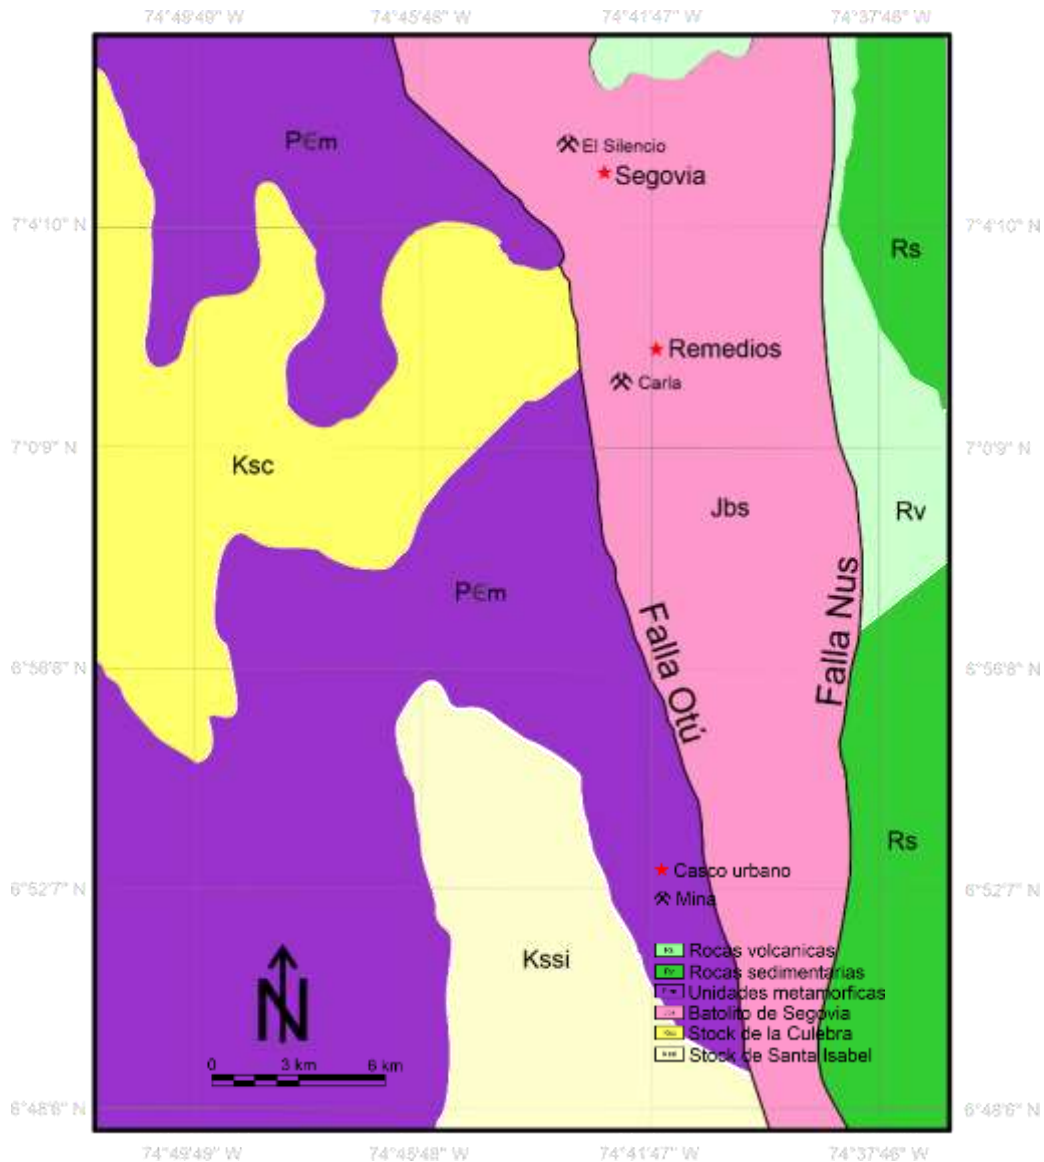 74°49'49" W 74°45'48" W 74°41'47" W 74°37'46" W
PЄm
El Silencio
Segovia
7°4'10" N 7°4'10" N
Rs
Remedios
Carla
7°0'9" N 7°0'9" N
Ksc
Jbs
Rv
PЄm
Falla Otú
Falla Nus
6°56'8" N 6°56'8" N
Rs
Casco urbano
6°52'7" N 6°52'7" N
Mina
Kssi
Rocas volcanicas
Rocas sedimentarias
Unidades metamorficas
Batolito de Segovia
Stock de la Culebra
Stock de Santa Isabel
N
0 3 km 6 km
6°48'6" N 6°48'6" N
74°49'49" W 74°45'48" W 74°41'47" W 74°37'46" W